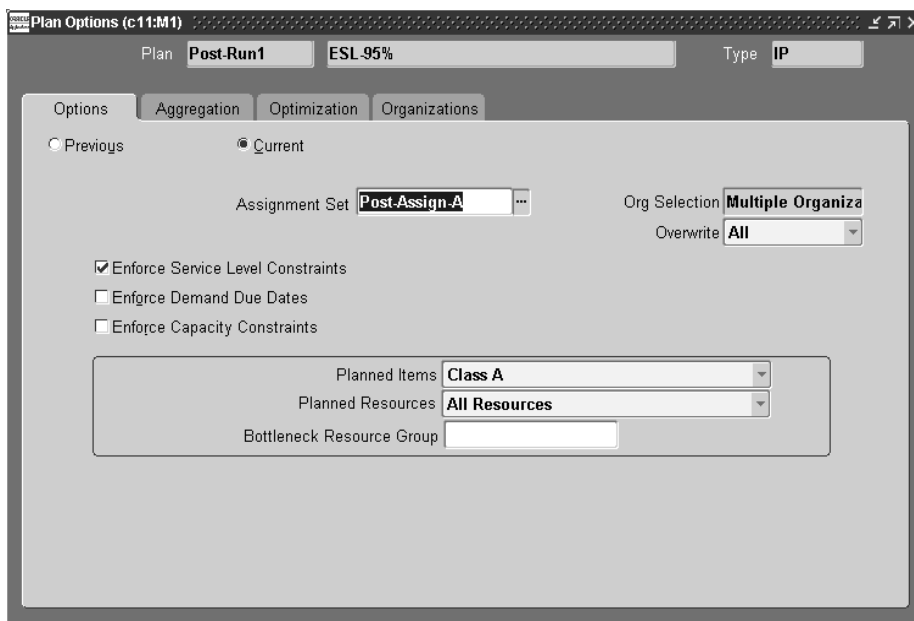 Plan Options (c11:M1)
Plan Post-Run1 ESL-95% Type IP
Options Aggregation Optimization Organizations
Previous Current
Assignment Set Post-Assign-A ... Org Selection Multiple Organiza
Overwrite All
Enforce Service Level Constraints
Enforce Demand Due Dates
Enforce Capacity Constraints
Planned Items Class A
Planned Resources All Resources
Bottleneck Resource Group